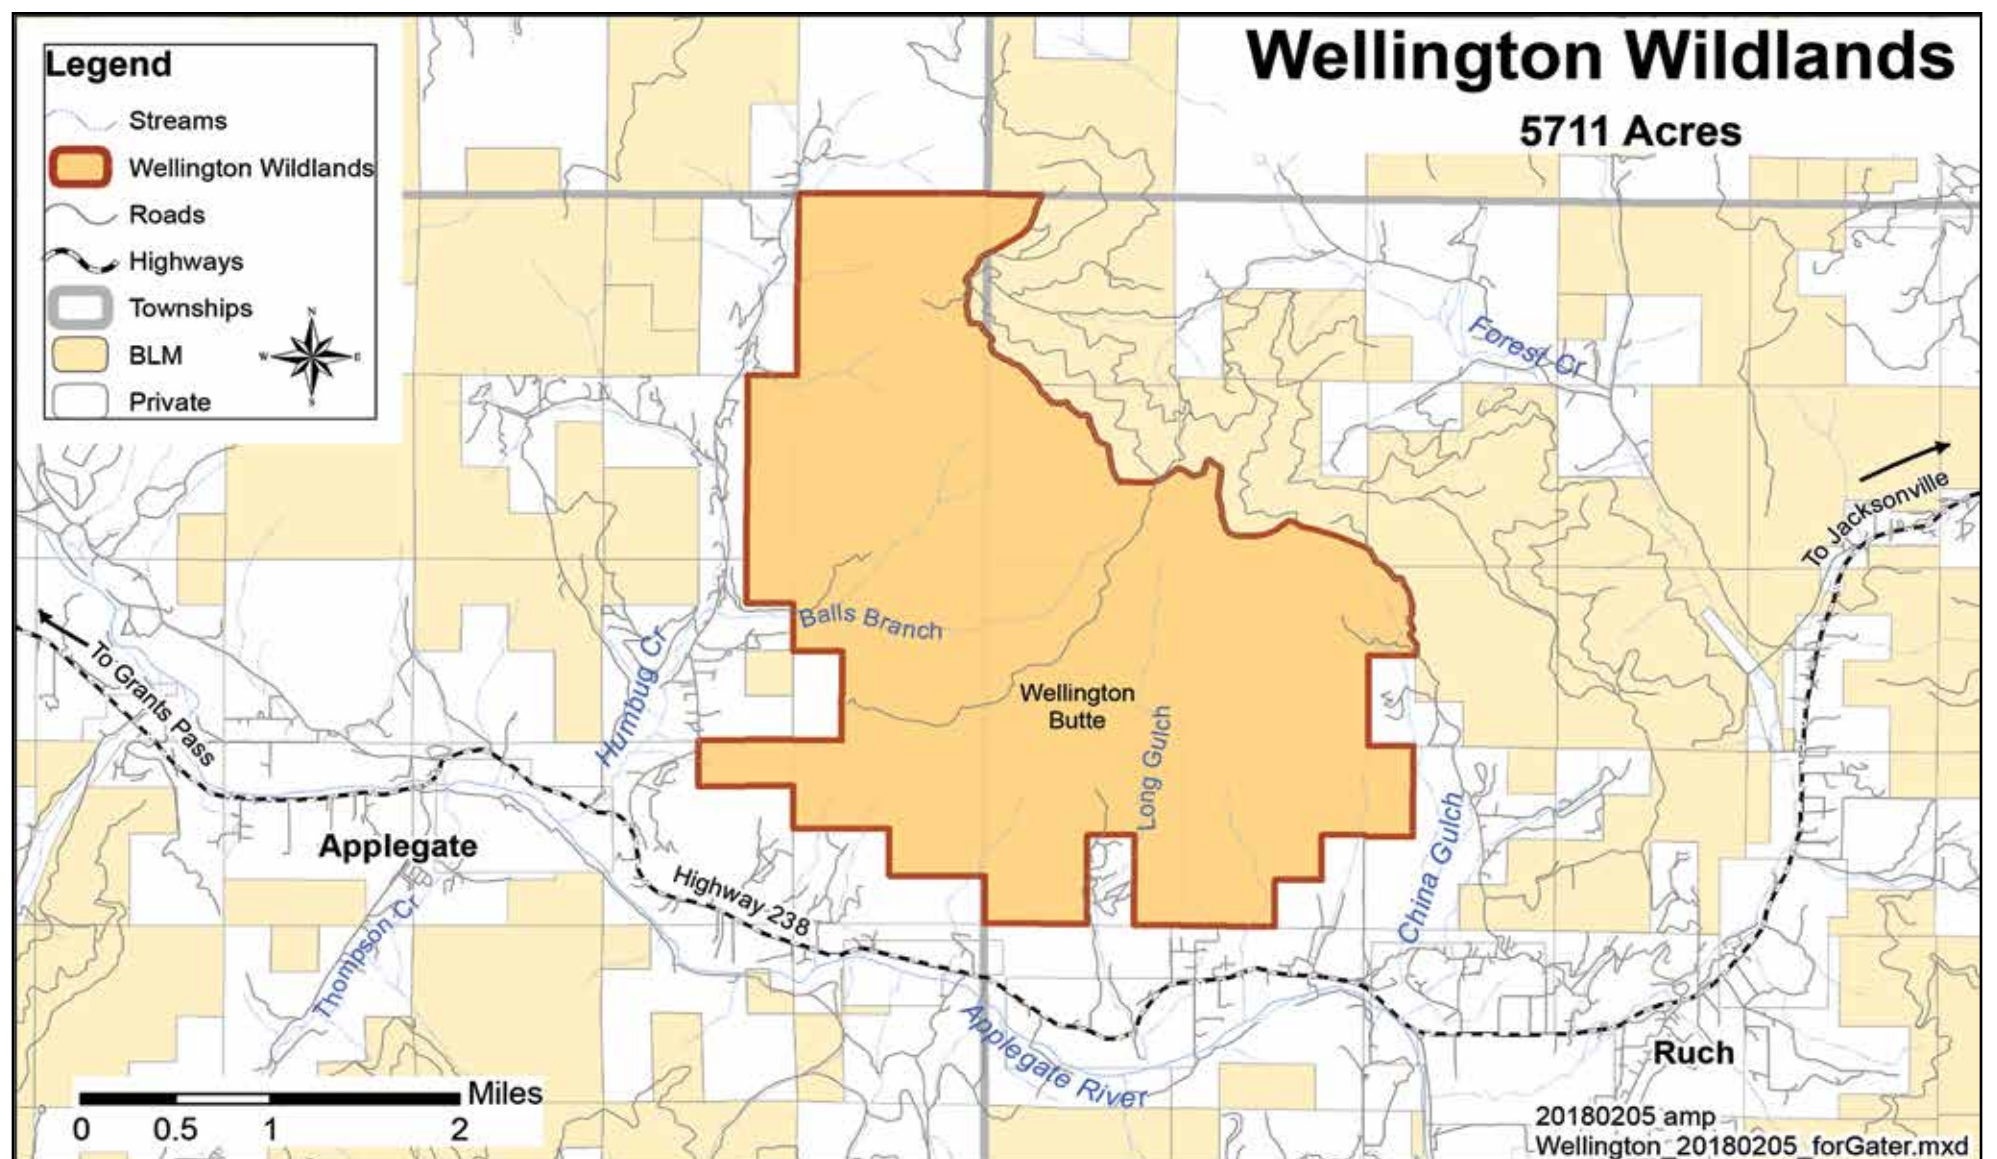 Wellington Wildlands
5711 Acres
Legend
Streams
Wellington Wildlands
Roads
Highways
Townships
BLM
Private
N
W
E
S
Forest Cr
To Jacksonville
Balls Branch
Humbug Cr
To Grants Pass
Wellington
Butte
Long Gulch
China Gulch
Applegate
Highway 238
Thompson Cr
Applegate River
Ruch
Miles
0 0.5 1 2
20180205 amp
Wellington_20180205_forGater.mxd